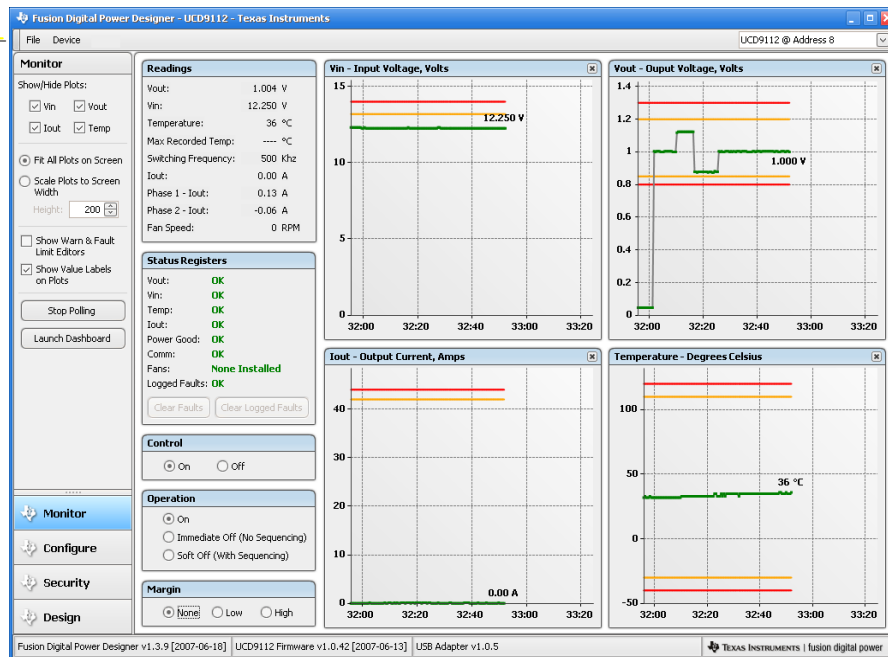 Fusion Digital Power Designer - UCD9112 - Texas Instruments
File Device
UCD9112 @ Address 8
Monitor
Show/Hide Plots:
Vin Vout
Iout Temp
Fit All Plots on Screen
Scale Plots to Screen
Width
Height: 200
Show Warn & Fault
Limit Editors
Show Value Labels
on Plots
Stop Polling
Launch Dashboard
Monitor
Configure
Security
Design
Readings
Vout: 1.004 V
Vin: 12.250 V
Temperature: 36 °C
Max Recorded Temp: ---- °C
Switching Frequency: 500 Khz
Iout: 0.00 A
Phase 1 - Iout: 0.13 A
Phase 2 - Iout: -0.06 A
Fan Speed: 0 RPM
Status Registers
Vout: OK
Vin: OK
Temp: OK
Iout: OK
Power Good: OK
Comm: OK
Fans: None Installed
Logged Faults: OK
Clear Faults Clear Logged Faults
Control
On Off
Operation
On
Immediate Off (No Sequencing)
Soft Off (With Sequencing)
Margin
None Low High
Vin - Input Voltage, Volts
15
12.250 V
10
5
0
32:00 32:20 32:40 33:00 33:20
Vout - Ouput Voltage, Volts
1.4
1.2
1
1.000 V
0.8
0.6
0.4
0.2
0
32:00 32:20 32:40 33:00 33:20
Iout - Output Current, Amps
40
30
20
10
0.00 A
0
32:00 32:20 32:40 33:00 33:20
Temperature - Degrees Celsius
100
50
36 °C
0
-50
32:00 32:20 32:40 33:00 33:20
Fusion Digital Power Designer v1.3.9 [2007-06-18] UCD9112 Firmware v1.0.42 [2007-06-13] USB Adapter v1.0.5
TEXAS INSTRUMENTS | fusion digital power